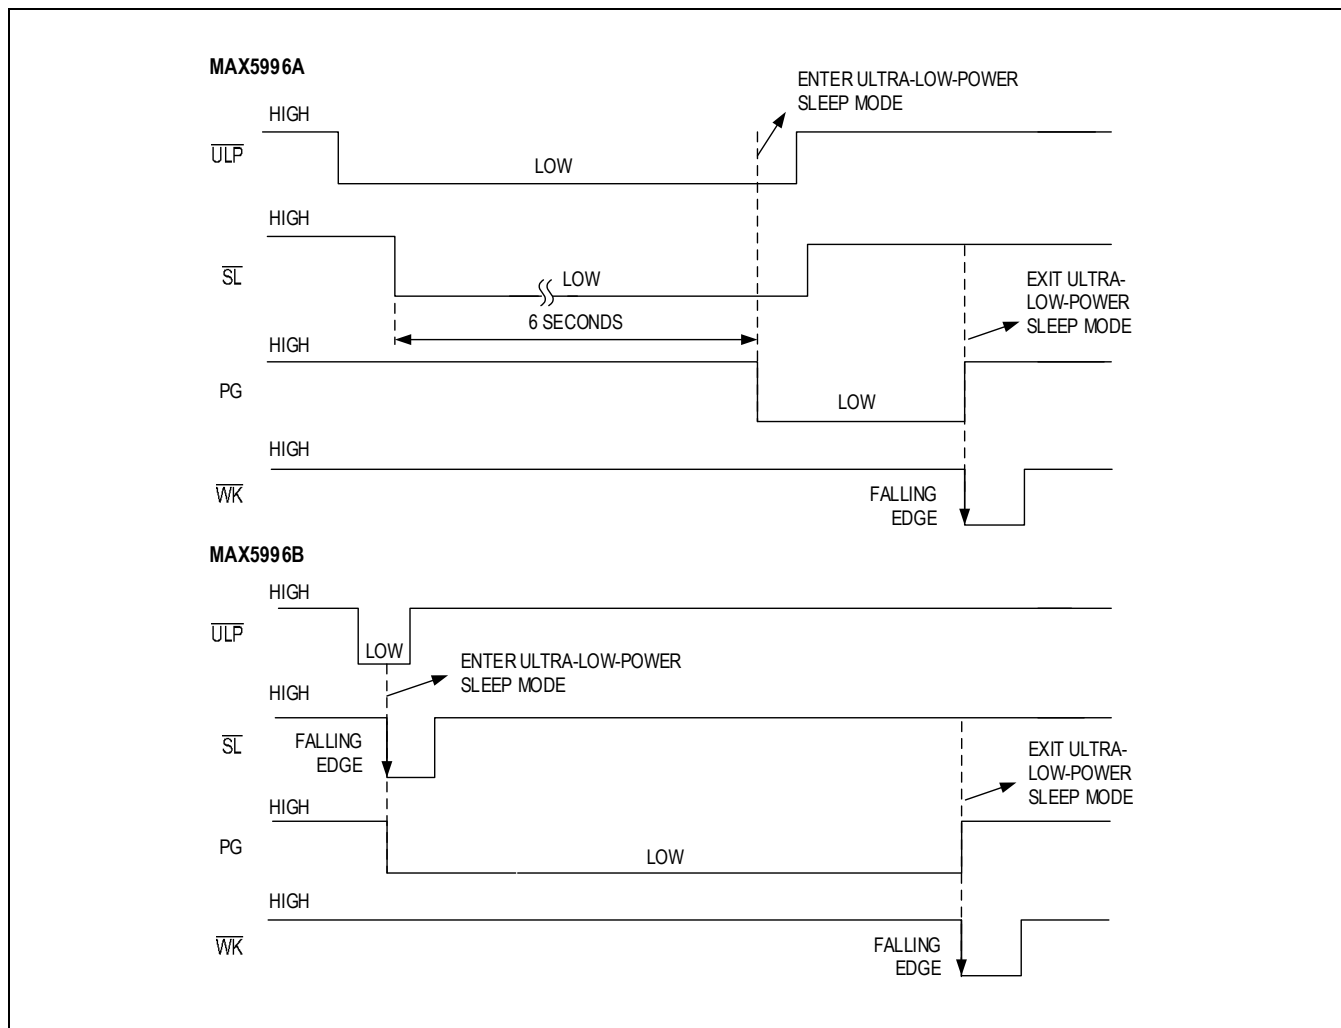 MAX5996A
ENTER ULTRA-LOW-POWER
SLEEP MODE
HIGH
ULP
LOW
HIGH
SL
LOW
EXIT ULTRA-
LOW-POWER
SLEEP MODE
6 SECONDS
HIGH
PG
LOW
HIGH
WK
FALLING
EDGE
MAX5996B
HIGH
ULP
LOW
ENTER ULTRA-LOW-POWER
SLEEP MODE
HIGH
SL
FALLING
EDGE
EXIT ULTRA-
LOW-POWER
SLEEP MODE
HIGH
PG
LOW
HIGH
WK
FALLING
EDGE